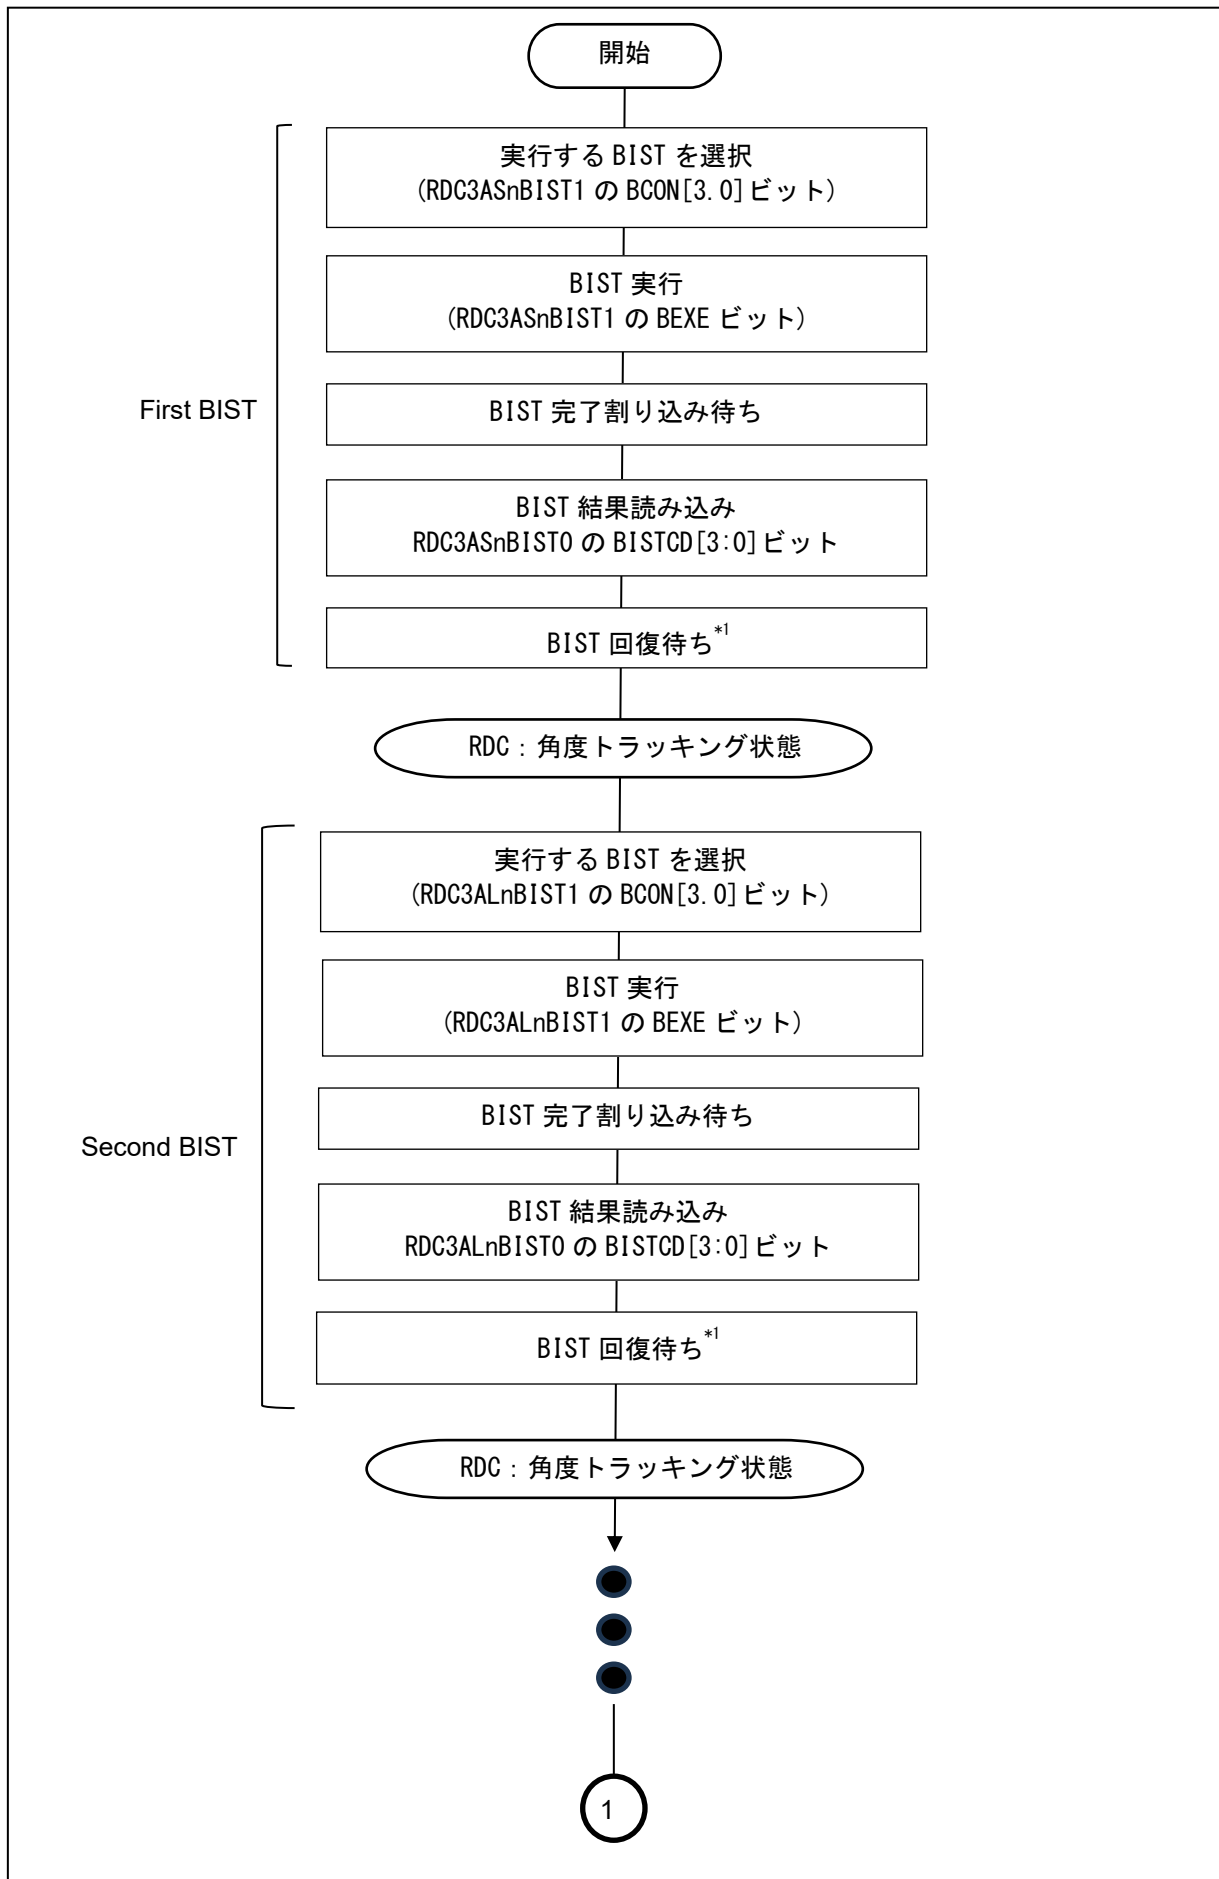 開始
実行する BIST を選択
(RDC3ASnBIST1 の BCON[3.0]ビット)
BIST 実行
(RDC3ASnBIST1 の BEXE ビット)
First BIST
BIST 完了割り込み待ち
BIST 結果読み込み
RDC3ASnBIST0 の BISTCD[3:0]ビット
BIST 回復待ち*1
RDC：角度トラッキング状態
実行する BIST を選択
(RDC3ALnBIST1 の BCON[3.0]ビット)
BIST 実行
(RDC3ALnBIST1 の BEXE ビット)
BIST 完了割り込み待ち
Second BIST
BIST 結果読み込み
RDC3ALnBIST0 の BISTCD[3:0]ビット
BIST 回復待ち*1
RDC：角度トラッキング状態
1